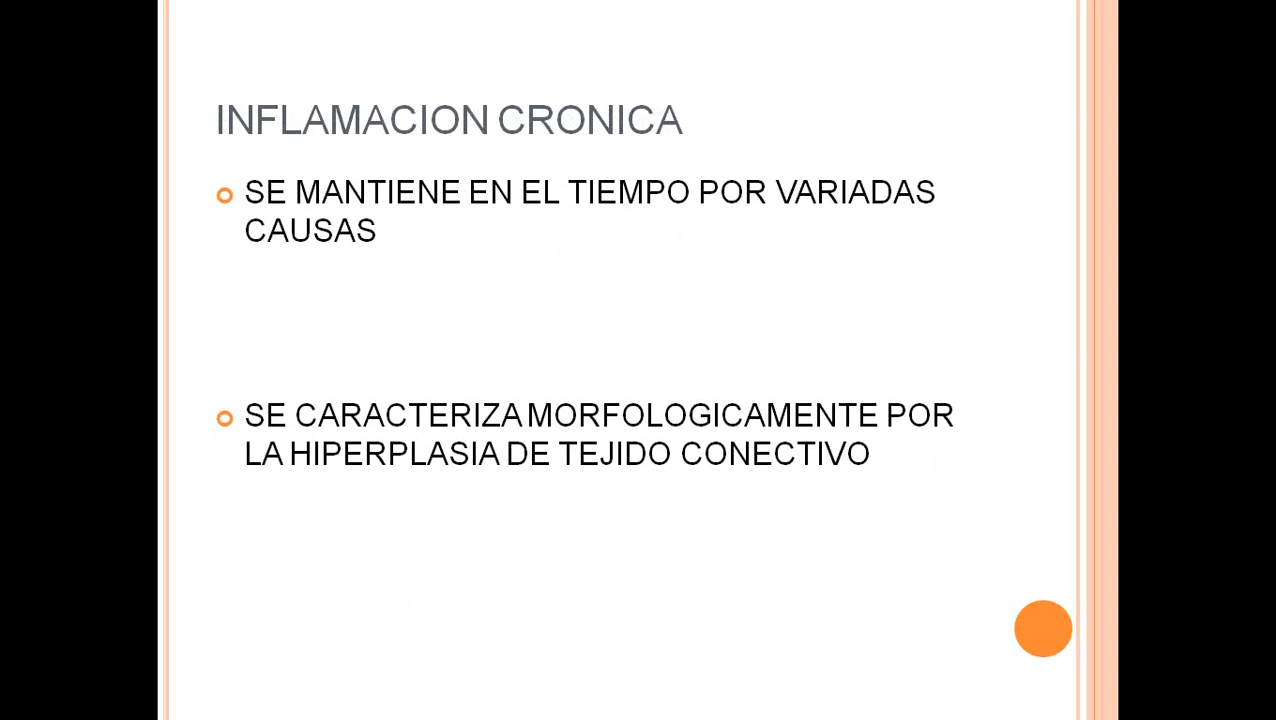 INFLAMACION CRONICA
SE MANTIENE EN EL TIEMPO POR VARIADAS
CAUSAS
SE CARACTERIZA MORFOLOGICAMENTE POR
LA HIPERPLASIA DE TEJIDO CONECTIVO